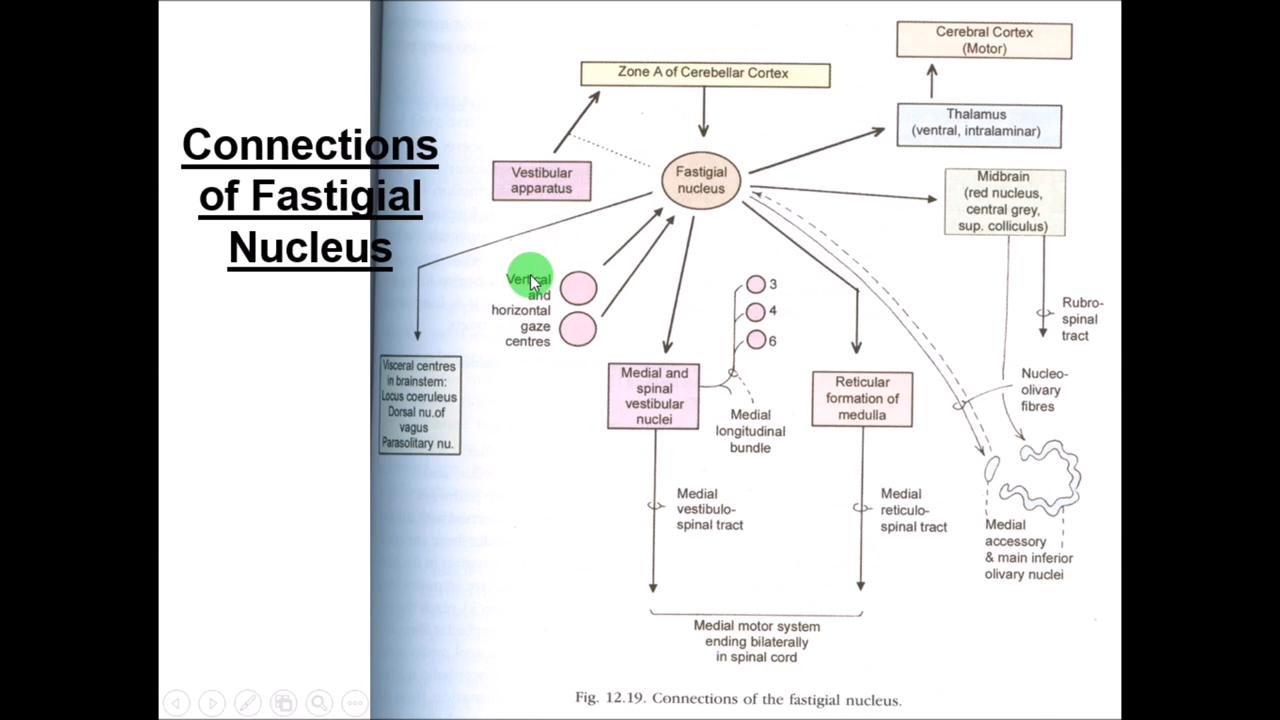 Connections
of Fastigial
Nucleus
Cerebral Cortex
(Motor)
Zone A of Cerebellar Cortex
Thalamus
(ventral, intralaminar)
Vestibular
apparatus
Fastigial
nucleus
Midbrain
(red nucleus,
central grey,
sup. colliculus)
Vertical
and
horizontal
gaze
centres
3
4
6
Rubro-
spinal
tract
Visceral centres
in brainstem:
Locus coeruleus
Dorsal nu.of
vagus
Parasolitary nu.
Medial and
spinal
vestibular
nuclei
Medial
longitudinal
bundle
Reticular
formation of
medulla
Nucleo-
olivary
fibres
Medial
vestibulo-
spinal tract
Medial
reticulo-
spinal tract
Medial
accessory
& main inferior
olivary nuclei
Medial motor system
ending bilaterally
in spinal cord
Fig. 12.19. Connections of the fastigial nucleus.